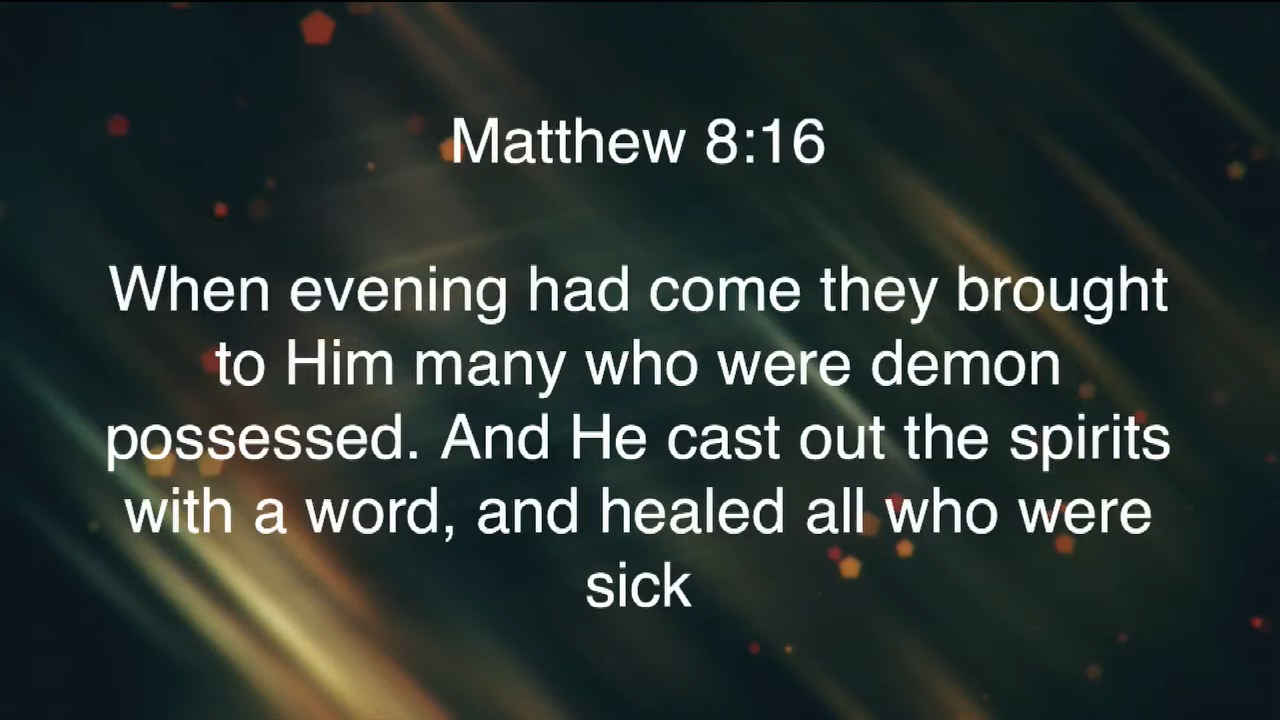 Matthew 8:16
When evening had come they brought
to Him many who were demon
possessed. And He cast out the spirits
with a word, and healed all who were
sick